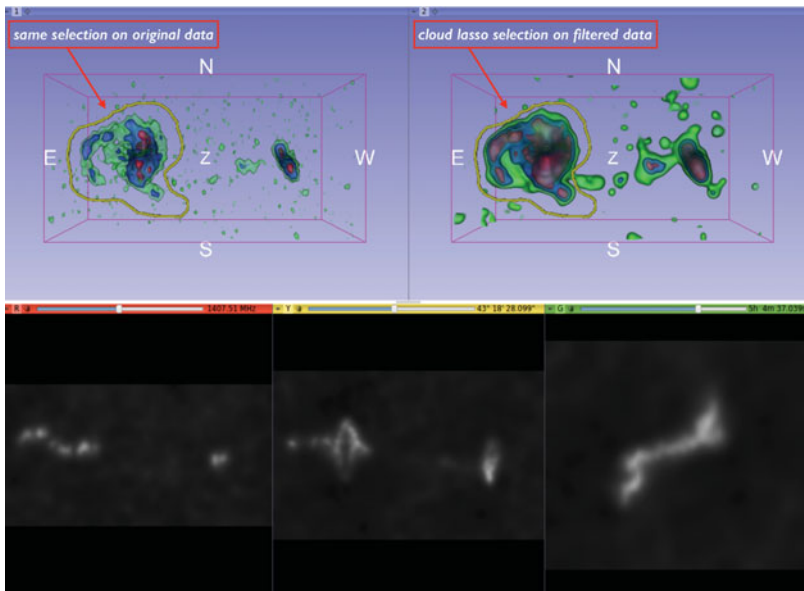 1
2
same selection on original data
cloud lasso selection on filtered data
N
E
Z
W
S
N
E
Z
W
S
R
1407.51 MHz
Y
43° 18' 28.099"
G
5h 4m 37.039